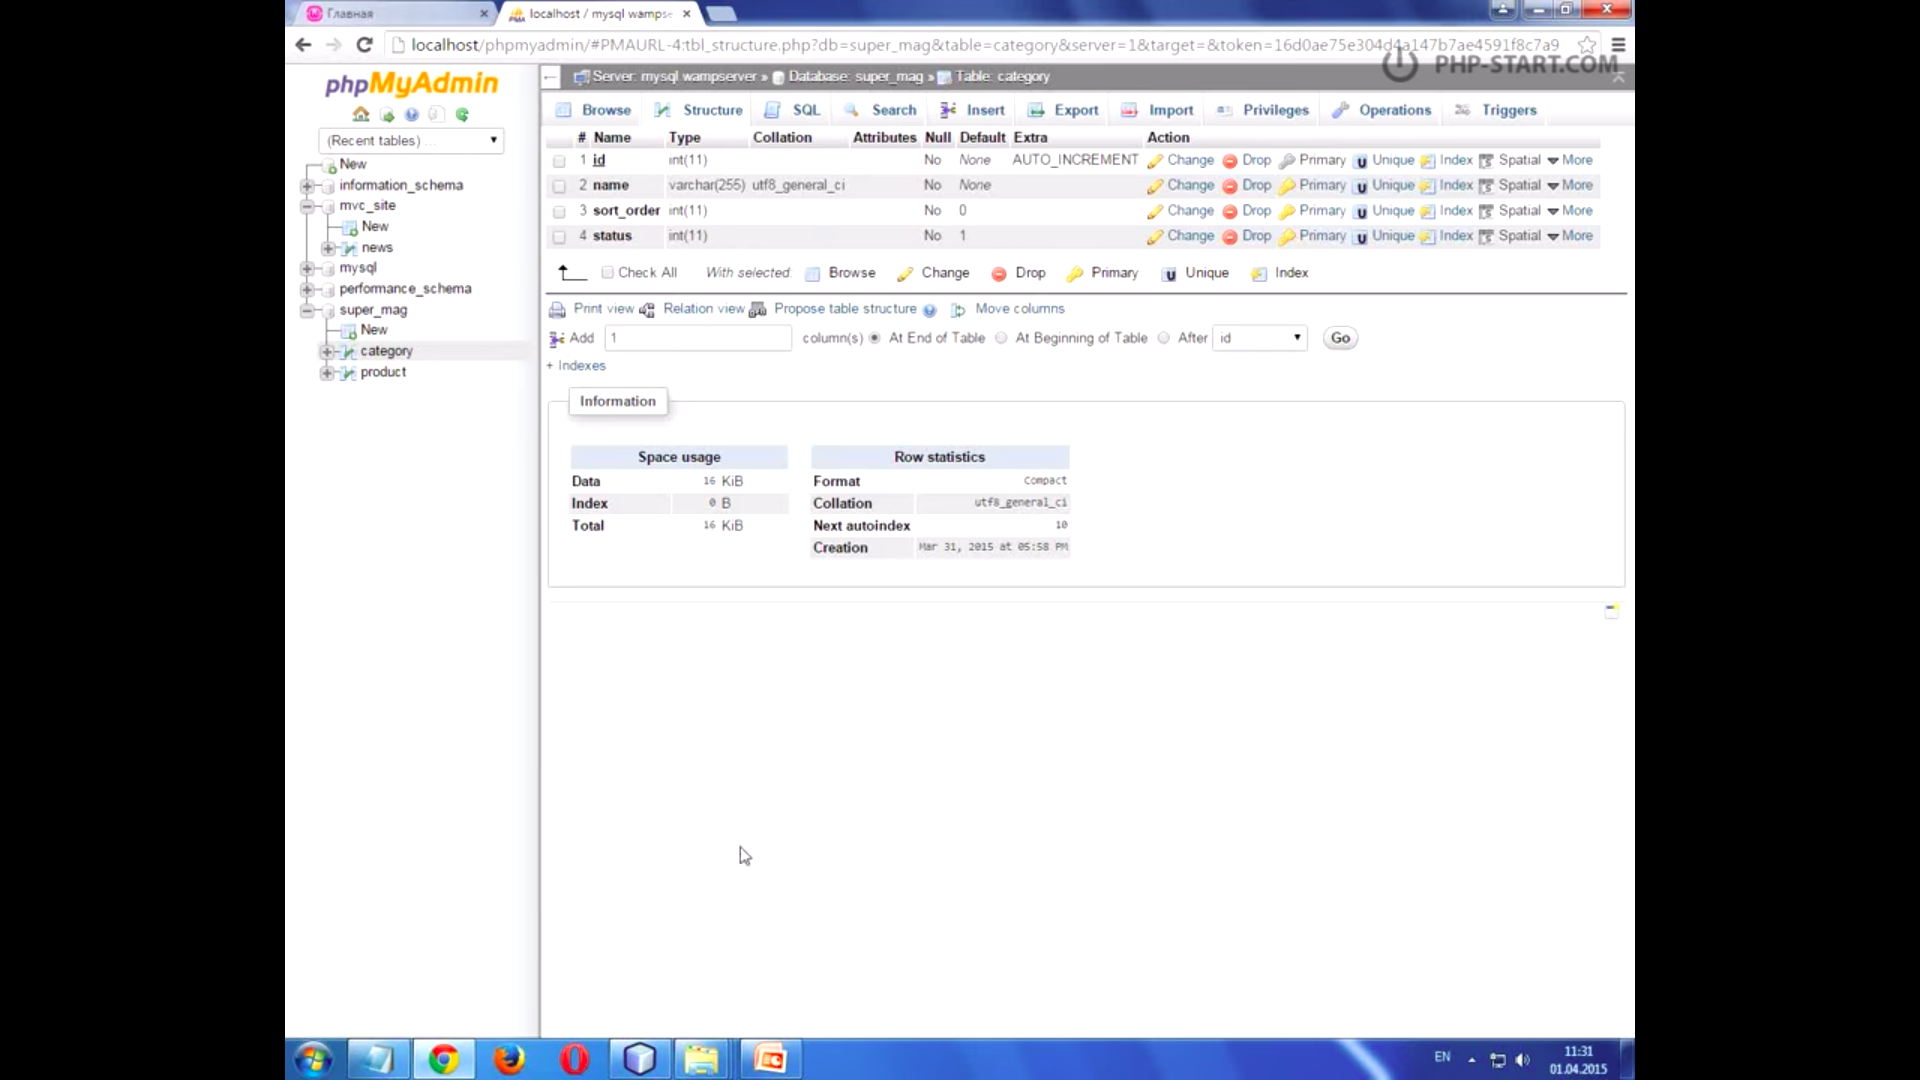 Главная
localhost / mysql wampse
localhost/phpmyadmin/#PMAURL-4:tbl_structure.php?db=super_mag&table=category&server=1&target=&token=16d0ae75e304d4a147b7ae4591f8c7a9
PHP-START.COM
phpMyAdmin
(Recent tables) ...
New
information_schema
mvc_site
New
news
mysql
performance_schema
super_mag
New
category
product
Server: mysql wampserver » Database: super_mag » Table: category
Browse Structure SQL Search Insert Export Import Privileges Operations Triggers
# Name Type Collation Attributes Null Default Extra Action
1 id int(11) No None AUTO_INCREMENT Change Drop Primary Unique Index Spatial More
2 name varchar(255) utf8_general_ci No None Change Drop Primary Unique Index Spatial More
3 sort_order int(11) No 0 Change Drop Primary Unique Index Spatial More
4 status int(11) No 1 Change Drop Primary Unique Index Spatial More
Check All With selected: Browse Change Drop Primary Unique Index
Print view Relation view Propose table structure Move columns
Add 1 column(s) At End of Table At Beginning of Table After id Go
+ Indexes
Information
Space usage
Data 16 KiB
Index 0 B
Total 16 KiB
Row statistics
Format Compact
Collation utf8_general_ci
Next autoindex 10
Creation Mar 31, 2015 at 05:58 PM
EN
11:31
01.04.2015